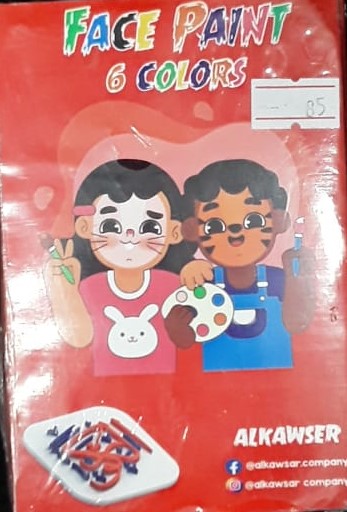 FACE PAINT
6 COLORS
85
ALKAWSER
@alkawsar.company
@alkawsar company